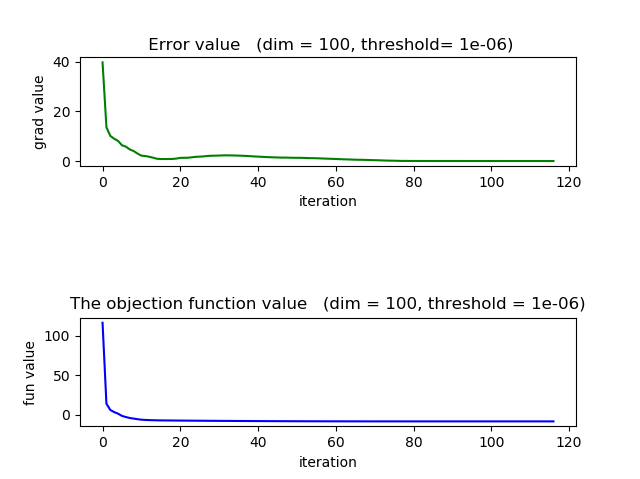 Error value   (dim = 100, threshold= 1e-06)
40
20
0
grad value
0 20 40 60 80 100 120
iteration
The objection function value   (dim = 100, threshold = 1e-06)
100
50
0
fun value
0 20 40 60 80 100 120
iteration